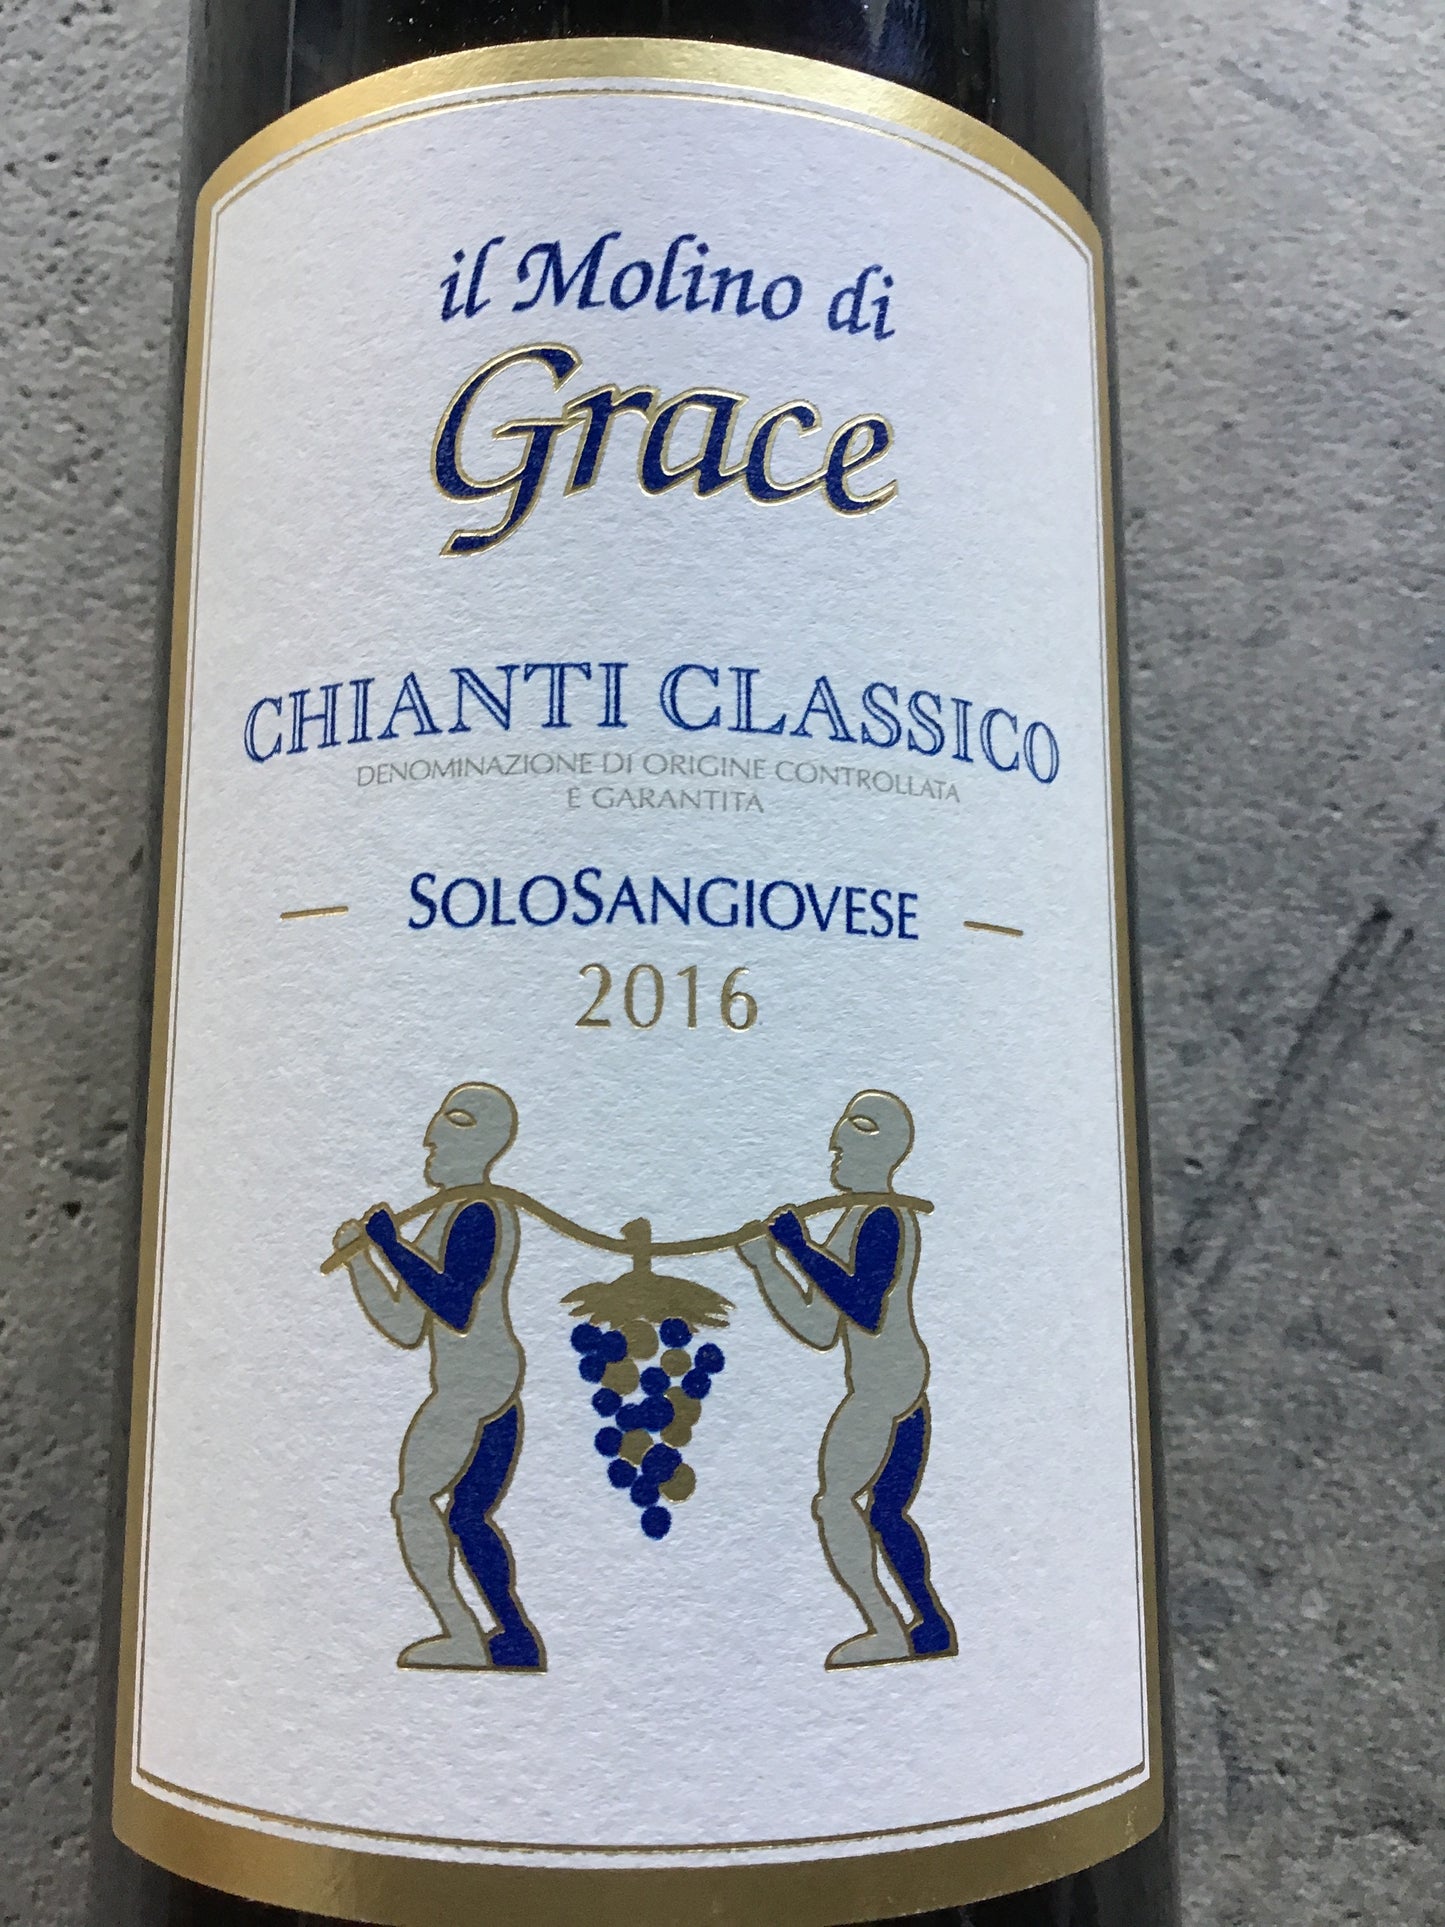 il Molino di
Grace
CHIANTI CLASSICO
DENOMINAZIONE DI ORIGINE CONTROLLATA
E GARANTITA
SOLOSANGIOVESE
2016